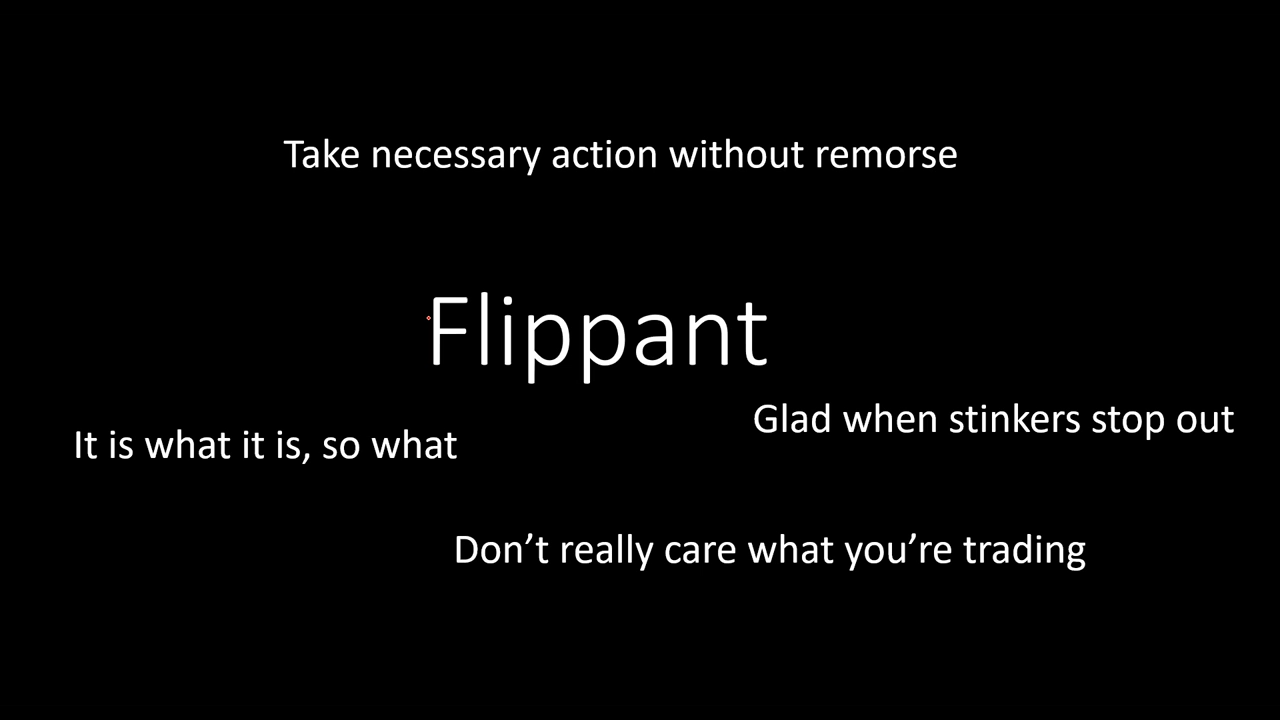 Take necessary action without remorse
Flippant
Glad when stinkers stop out
It is what it is, so what
Don’t really care what you’re trading